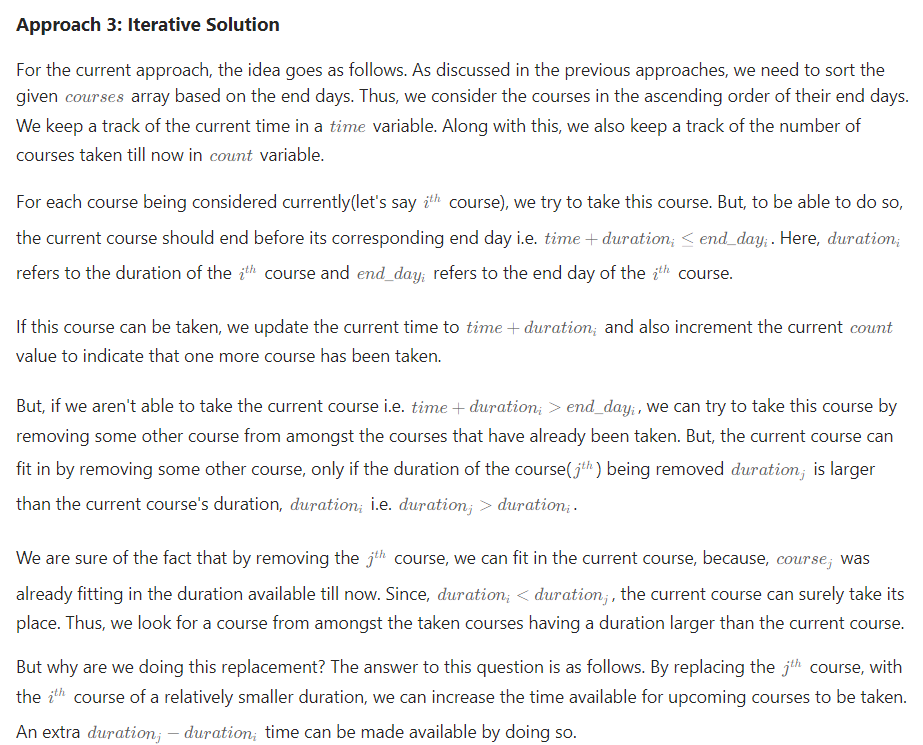 Approach 3: Iterative Solution
For the current approach, the idea goes as follows. As discussed in the previous approaches, we need to sort the
given courses array based on the end days. Thus, we consider the courses in the ascending order of their end days.
We keep a track of the current time in a time variable. Along with this, we also keep a track of the number of
courses taken till now in count variable.
For each course being considered currently(let's say i^{th} course), we try to take this course. But, to be able to do so,
the current course should end before its corresponding end day i.e. time + duration_i ≤ end_day_i. Here, duration_i
refers to the duration of the i^{th} course and end_day_i refers to the end day of the i^{th} course.
If this course can be taken, we update the current time to time + duration_i and also increment the current count
value to indicate that one more course has been taken.
But, if we aren't able to take the current course i.e. time + duration_i > end_day_i, we can try to take this course by
removing some other course from amongst the courses that have already been taken. But, the current course can
fit in by removing some other course, only if the duration of the course(j^{th}) being removed duration_j is larger
than the current course's duration, duration_i i.e. duration_j > duration_i.
We are sure of the fact that by removing the j^{th} course, we can fit in the current course, because, course_j was
already fitting in the duration available till now. Since, duration_i < duration_j, the current course can surely take its
place. Thus, we look for a course from amongst the taken courses having a duration larger than the current course.
But why are we doing this replacement? The answer to this question is as follows. By replacing the j^{th} course, with
the i^{th} course of a relatively smaller duration, we can increase the time available for upcoming courses to be taken.
An extra duration_j − duration_i time can be made available by doing so.